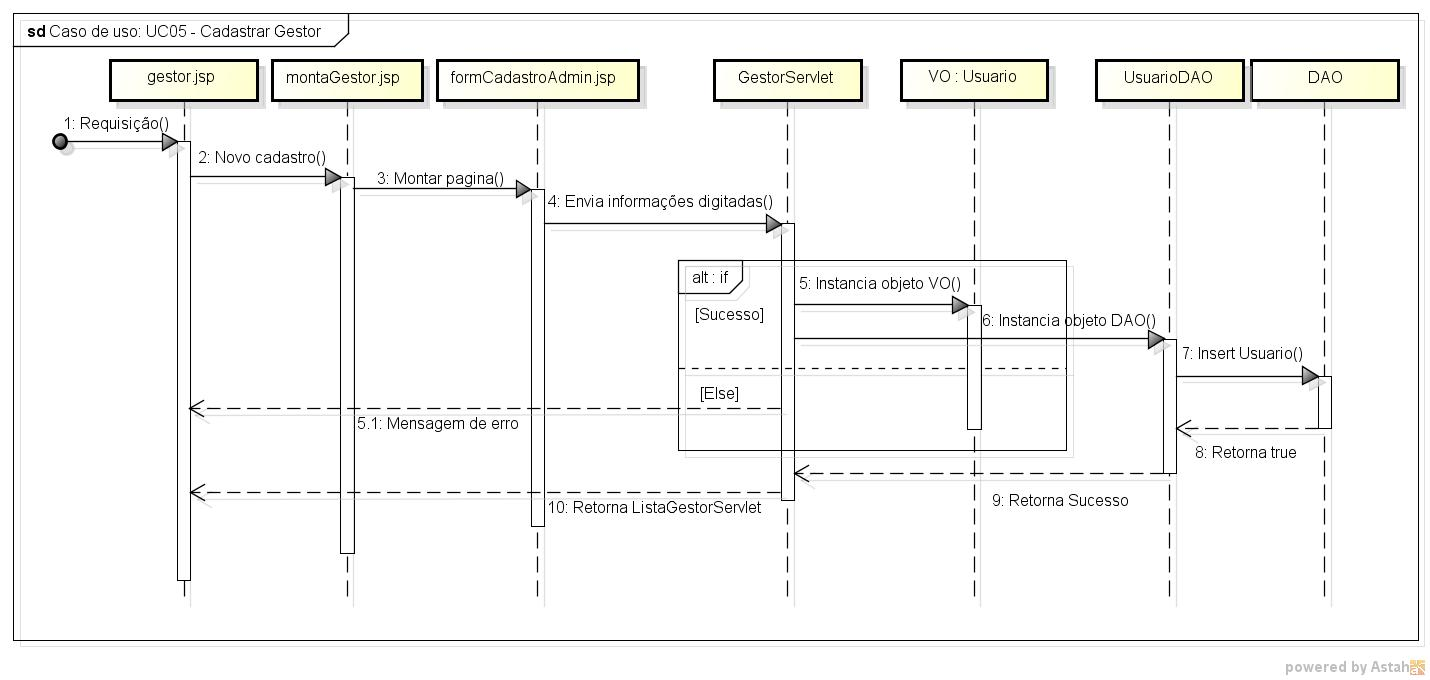 sd Caso de uso: UC05 - Cadastrar Gestor
gestor.jsp
montaGestor.jsp
formCadastroAdmin.jsp
GestorServlet
VO : Usuario
UsuarioDAO
DAO
1: Requisição()
2: Novo cadastro()
3: Montar pagina()
4: Envia informações digitadas()
alt : if
5: Instancia objeto VO()
[Sucesso]
6: Instancia objeto DAO()
7: Insert Usuario()
[Else]
5.1: Mensagem de erro
8: Retorna true
9: Retorna Sucesso
10: Retorna ListaGestorServlet
powered by Astah